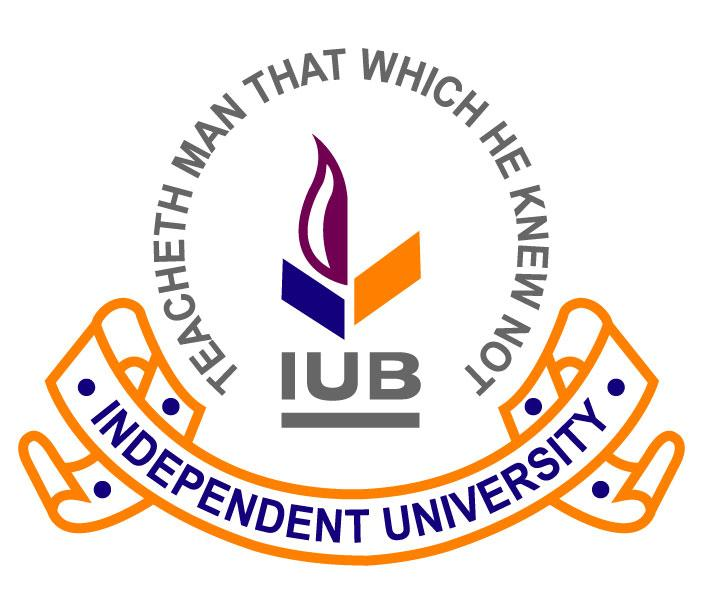 TEACHETH MAN THAT WHICH HE KNEW NOT
IUB
INDEPENDENT UNIVERSITY